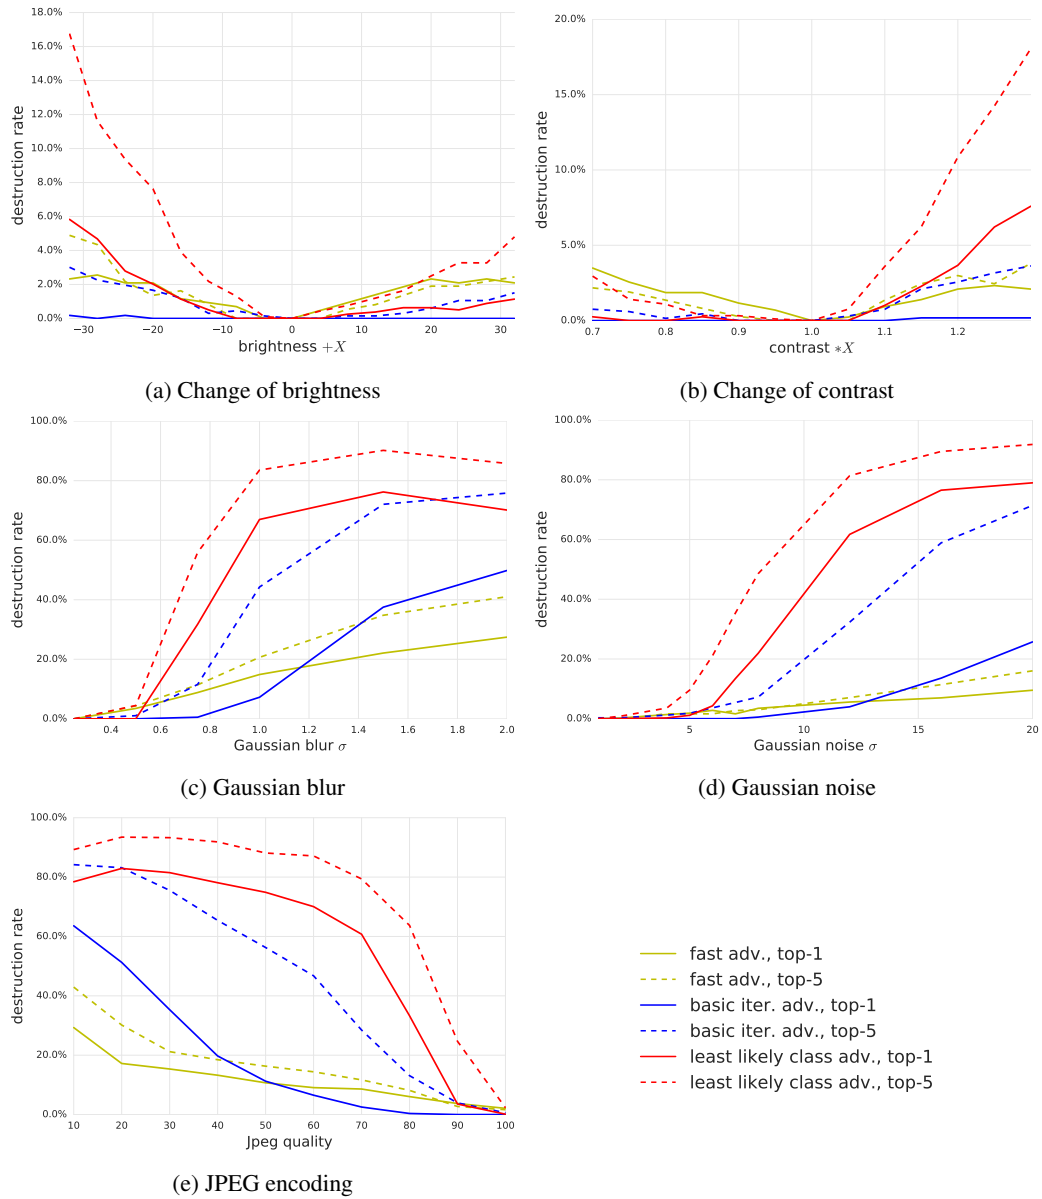 18.0%
16.0%
14.0%
12.0%
10.0%
8.0%
6.0%
4.0%
2.0%
0.0%
destruction rate
−30 −20 −10 0 10 20 30
brightness +X
(a) Change of brightness
20.0%
15.0%
10.0%
5.0%
0.0%
destruction rate
0.7 0.8 0.9 1.0 1.1 1.2
contrast ∗X
(b) Change of contrast
100.0%
80.0%
60.0%
40.0%
20.0%
0.0%
destruction rate
0.4 0.6 0.8 1.0 1.2 1.4 1.6 1.8 2.0
Gaussian blur σ
(c) Gaussian blur
100.0%
80.0%
60.0%
40.0%
20.0%
0.0%
destruction rate
5 10 15 20
Gaussian noise σ
(d) Gaussian noise
100.0%
80.0%
60.0%
40.0%
20.0%
0.0%
destruction rate
10 20 30 40 50 60 70 80 90 100
Jpeg quality
(e) JPEG encoding
fast adv., top-1
fast adv., top-5
basic iter. adv., top-1
basic iter. adv., top-5
least likely class adv., top-1
least likely class adv., top-5